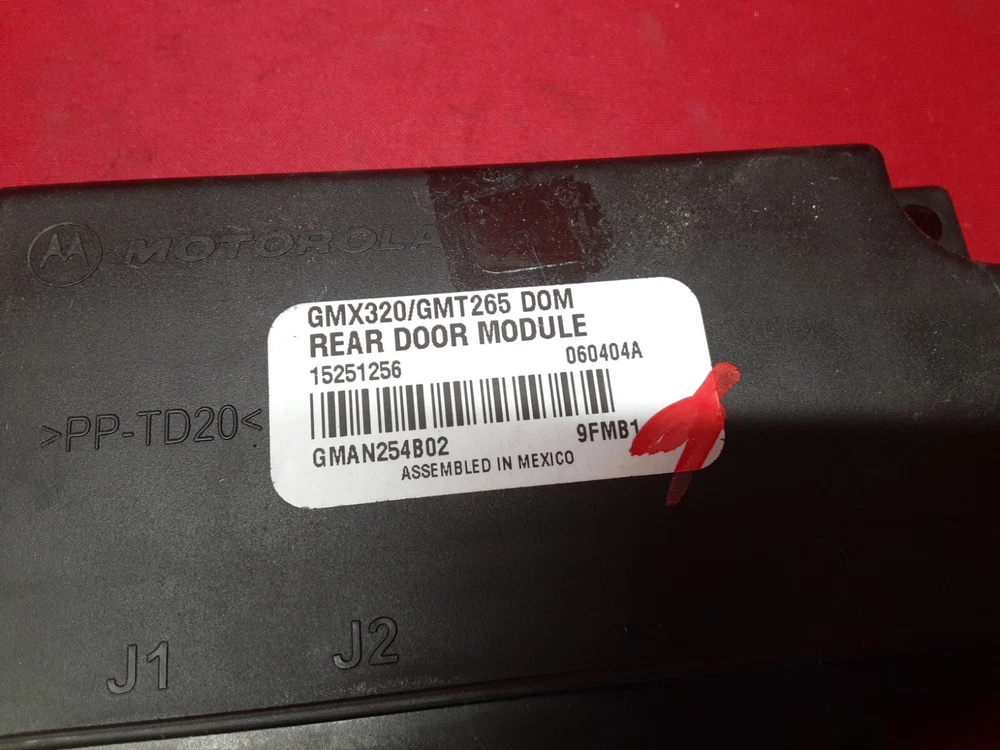 MOTOROLA
GMX320/GMT265 DOM
REAR DOOR MODULE
15251256 060404A
>PP-TD20<
GMAN254B02 9FMB1
ASSEMBLED IN MEXICO
J1 J2